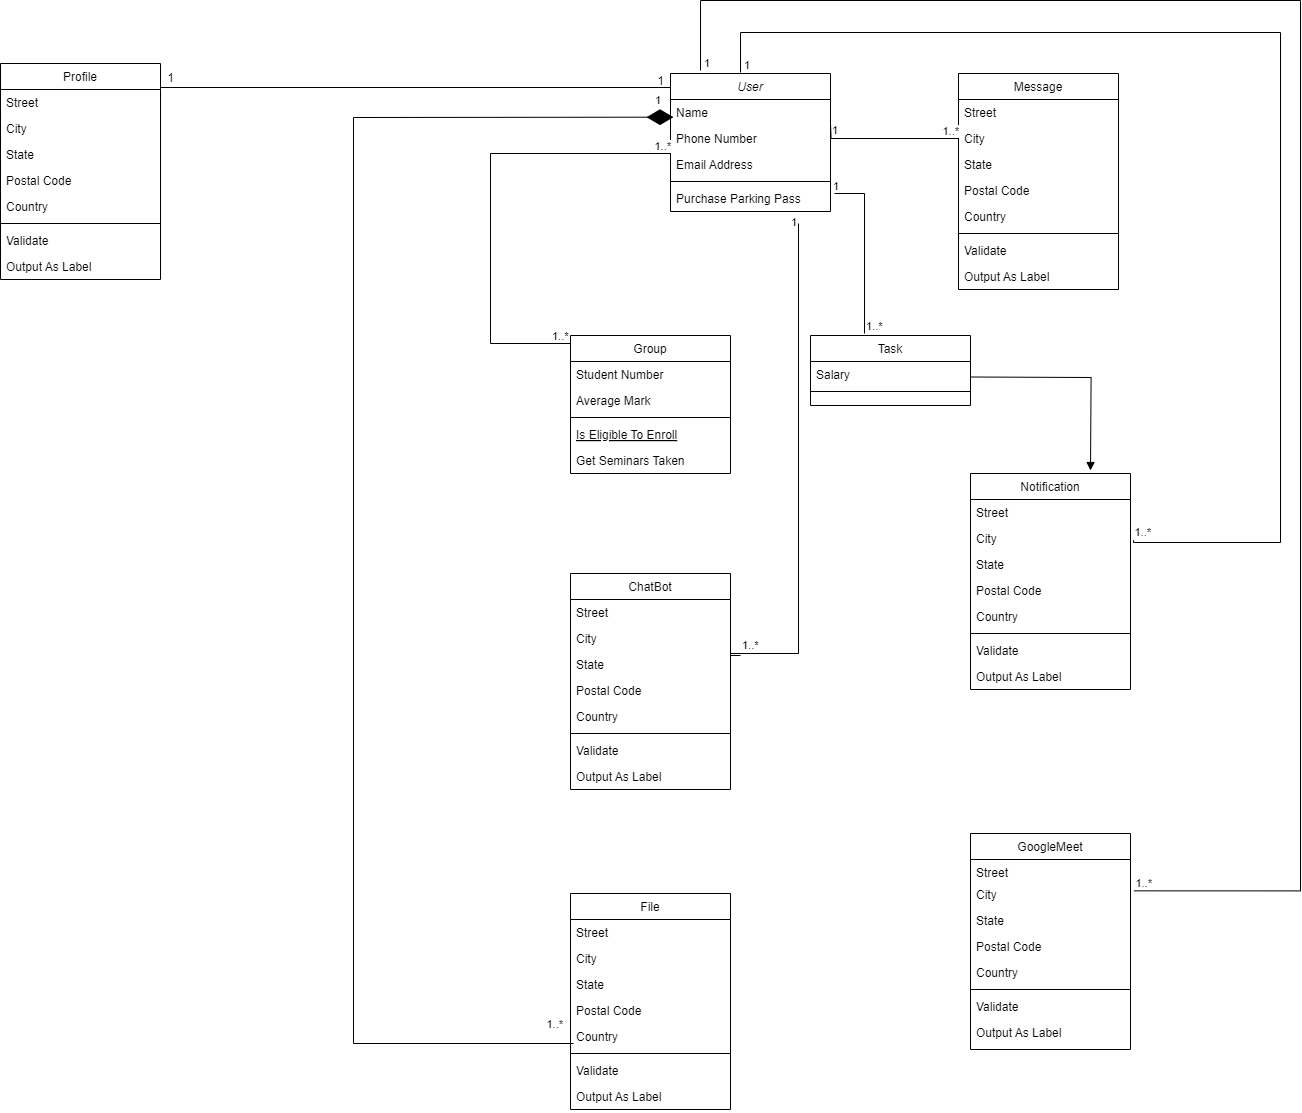 Profile
Street
City
State
Postal Code
Country
Validate
Output As Label
1
1
1
1..*
1
1
User
Name
Phone Number
Email Address
Purchase Parking Pass
1
1..*
1
1
Message
Street
City
State
Postal Code
Country
Validate
Output As Label
1..*
Group
Student Number
Average Mark
Is Eligible To Enroll
Get Seminars Taken
1..*
Task
Salary
Notification
Street
City
State
Postal Code
Country
Validate
Output As Label
1..*
ChatBot
Street
City
State
Postal Code
Country
Validate
Output As Label
1..*
GoogleMeet
Street
City
State
Postal Code
Country
Validate
Output As Label
1..*
File
Street
City
State
Postal Code
Country
Validate
Output As Label
1..*